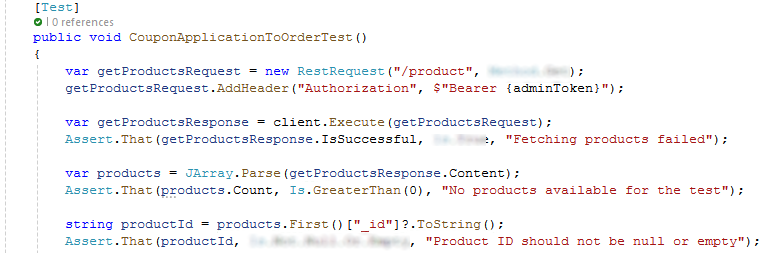 [Test]
| 0 references
public void CouponApplicationToOrderTest()
{
var getProductsRequest = new RestRequest("/product", );
getProductsRequest.AddHeader("Authorization", $"Bearer {adminToken}");
var getProductsResponse = client.Execute(getProductsRequest);
Assert.That(getProductsResponse.IsSuccessful, , "Fetching products failed");
var products = JArray.Parse(getProductsResponse.Content);
Assert.That(products.Count, Is.GreaterThan(0), "No products available for the test");
string productId = products.First()["_id"]?.ToString();
Assert.That(productId, , "Product ID should not be null or empty");